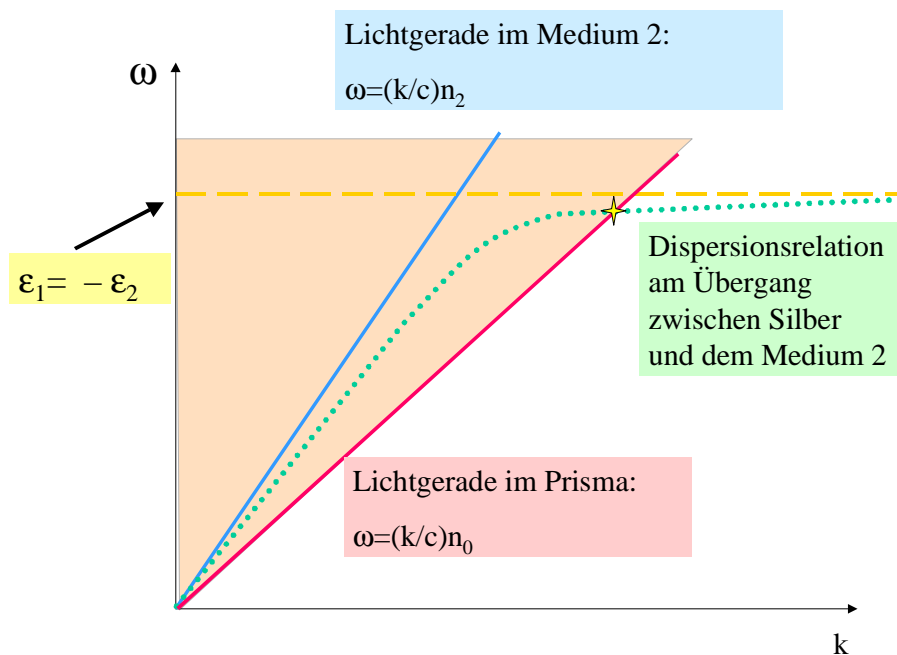 Lichtgerade im Medium 2:
ω=(k/c)n₂
ω
ε₁= – ε₂
Dispersionsrelation
am Übergang
zwischen Silber
und dem Medium 2
Lichtgerade im Prisma:
ω=(k/c)n₀
k